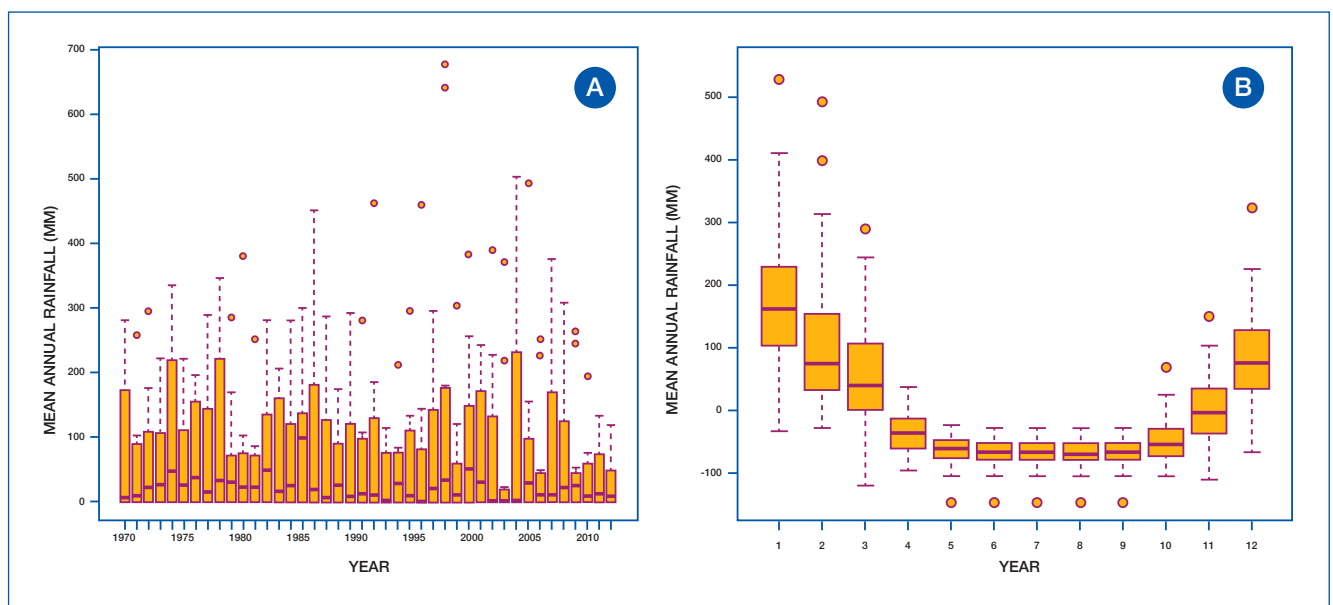 A
MEAN ANNUAL RAINFALL (MM)
700
600
500
400
300
200
100
0
1970 1975 1980 1985 1990 1995 2000 2005 2010
YEAR
B
MEAN ANNUAL RAINFALL (MM)
500
400
300
200
100
0
-100
1 2 3 4 5 6 7 8 9 10 11 12
YEAR